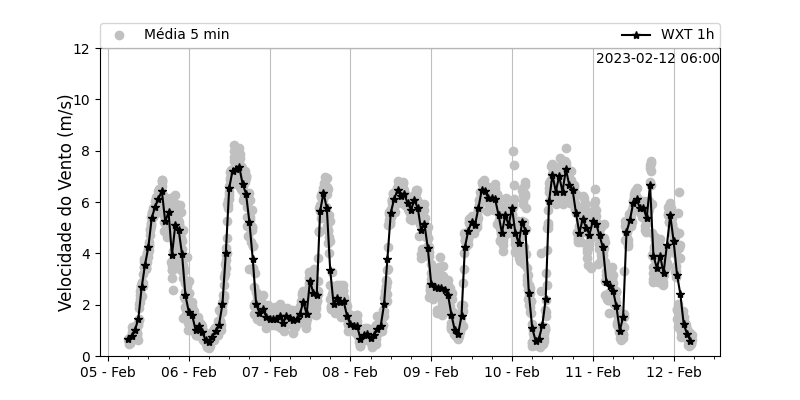 Média 5 min
WXT 1h
2023-02-12 06:00
Velocidade do Vento (m/s)
12
10
8
6
4
2
0
05 - Feb
06 - Feb
07 - Feb
08 - Feb
09 - Feb
10 - Feb
11 - Feb
12 - Feb